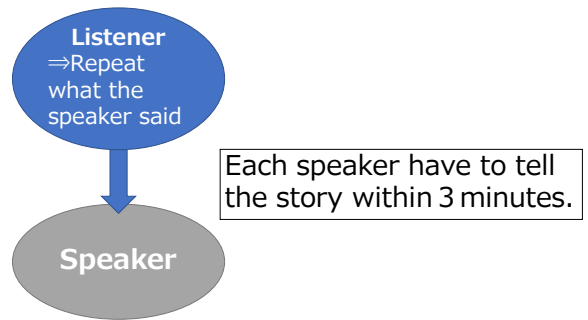 Listener
⇒Repeat
what the
speaker said
Each speaker have to tell
the story within 3 minutes.
Speaker